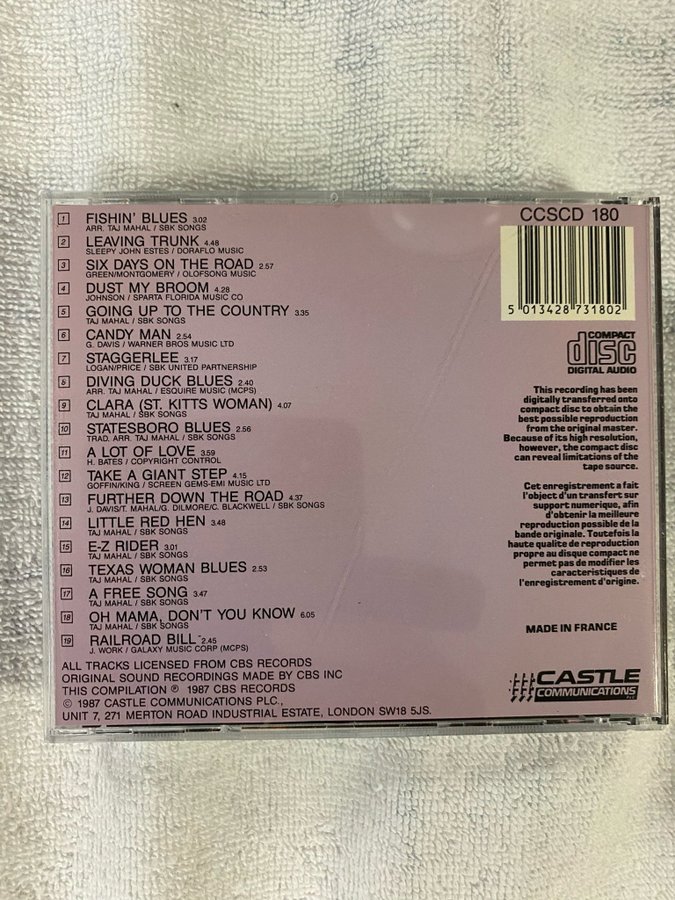 1 FISHIN' BLUES 3.02
ARR. TAJ MAHAL / SBK SONGS
2 LEAVING TRUNK 4.48
SLEEPY JOHN ESTES / DORAFLO MUSIC
3 SIX DAYS ON THE ROAD 2.57
GREEN/MONTGOMERY / OLOFSONG MUSIC
4 DUST MY BROOM 4.28
JOHNSON / SPARTA FLORIDA MUSIC CO
5 GOING UP TO THE COUNTRY 3.35
TAJ MAHAL / SBK SONGS
6 CANDY MAN 2.54
G. DAVIS / WARNER BROS MUSIC LTD
7 STAGGERLEE 3.17
LOGAN/PRICE / SBK UNITED PARTNERSHIP
8 DIVING DUCK BLUES 2.40
ARR. TAJ MAHAL / ESQUIRE MUSIC (MCPS)
9 CLARA (ST. KITTS WOMAN) 4.07
TAJ MAHAL / SBK SONGS
10 STATESBORO BLUES 2.56
TRAD. ARR. TAJ MAHAL / SBK SONGS
11 A LOT OF LOVE 3.59
H. BATES / COPYRIGHT CONTROL
12 TAKE A GIANT STEP 4.15
GOFFIN/KING / SCREEN GEMS-EMI MUSIC LTD
13 FURTHER DOWN THE ROAD 4.37
J. DAVIS/T. MAHAL/G. DILMORE/C. BLACKWELL / SBK SONGS
14 LITTLE RED HEN 3.48
TAJ MAHAL / SBK SONGS
15 E-Z RIDER 3.01
TAJ MAHAL / SBK SONGS
16 TEXAS WOMAN BLUES 2.53
TAJ MAHAL / SBK SONGS
17 A FREE SONG 3.47
TAJ MAHAL / SBK SONGS
18 OH MAMA, DON'T YOU KNOW 6.05
TAJ MAHAL / SBK SONGS
19 RAILROAD BILL 2.45
J. WORK / GALAXY MUSIC CORP (MCPS)
ALL TRACKS LICENSED FROM CBS RECORDS
ORIGINAL SOUND RECORDINGS MADE BY CBS INC
THIS COMPILATION ℗ 1987 CBS RECORDS
© 1987 CASTLE COMMUNICATIONS PLC.,
UNIT 7, 271 MERTON ROAD INDUSTRIAL ESTATE, LONDON SW18 5JS.
CCSCD 180
5 013428 731802
COMPACT
disc
DIGITAL AUDIO
This recording has been
digitally transferred onto
compact disc to obtain the
best possible reproduction
from the original master.
Because of its high resolution,
however, the compact disc
can reveal limitations of the
tape source.
Cet enregistrement a fait
l'object d'un transfert sur
support numerique, afin
d'obtenir la meilleure
reproduction possible de la
bande originale. Toutefois la
haute qualite de reproduction
propre au disque compact ne
permet pas de modifier les
caracteristiques de
l'enregistrement d'origine.
MADE IN FRANCE
CASTLE
COMMUNICATIONS
PLC